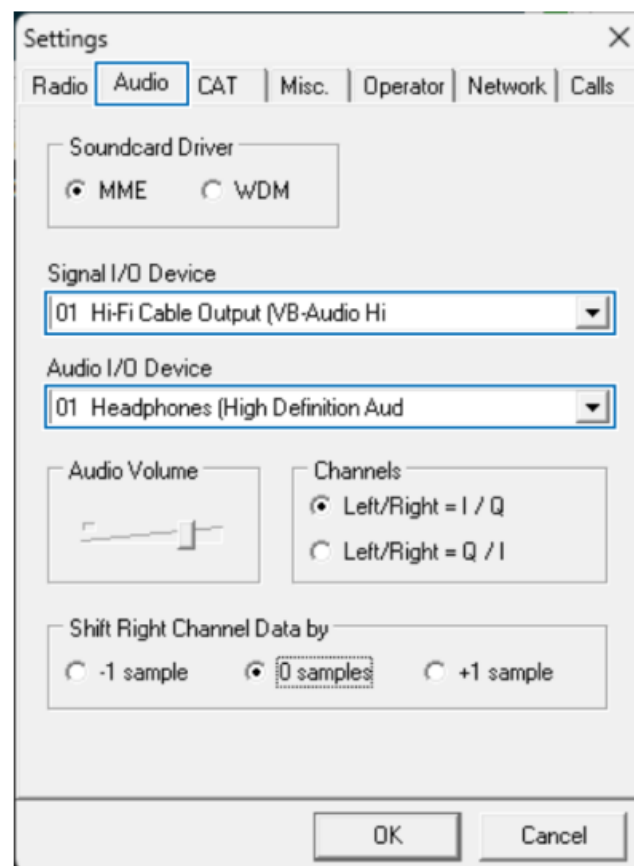 Settings
Radio Audio CAT Misc. Operator Network Calls
Soundcard Driver
MME WDM
Signal I/O Device
01 Hi-Fi Cable Output (VB-Audio Hi
Audio I/O Device
01 Headphones (High Definition Aud
Audio Volume Channels
Left/Right = I / Q
Left/Right = Q / I
Shift Right Channel Data by
-1 sample 0 samples +1 sample
OK Cancel